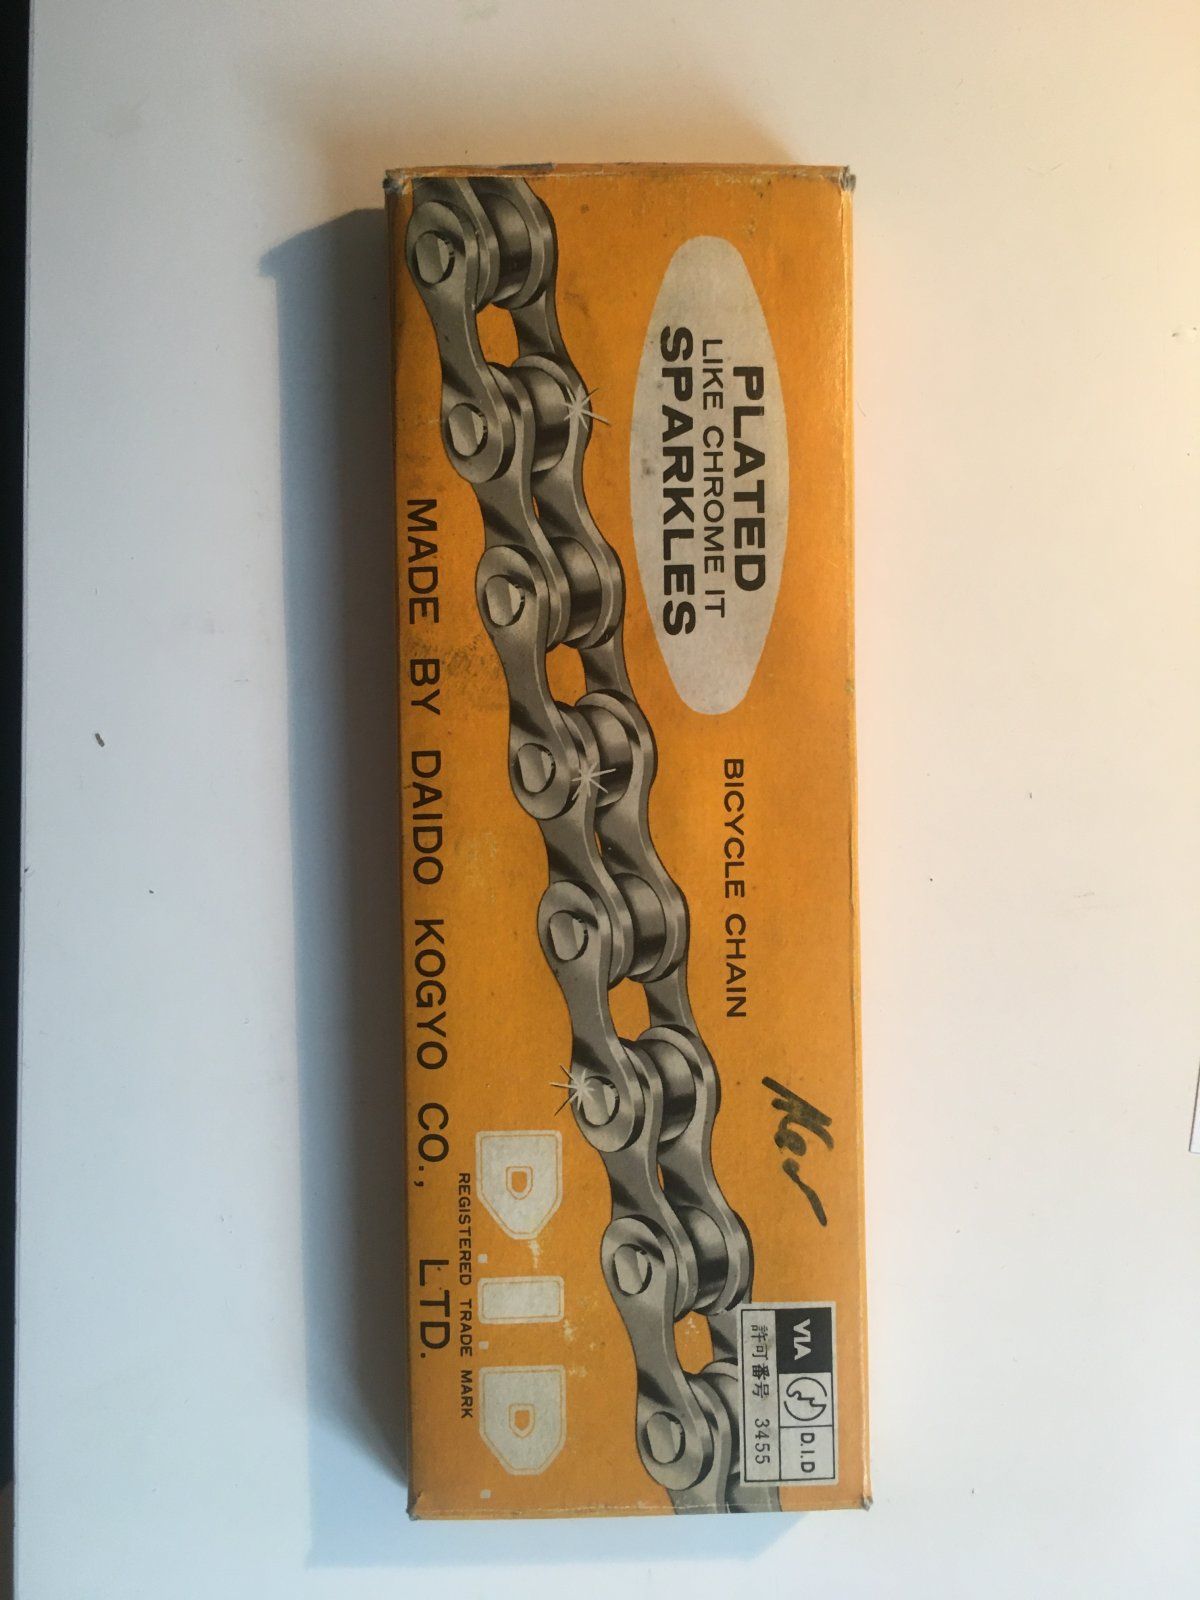 PLATED
LIKE CHROME IT
SPARKLES
BICYCLE CHAIN
New
VIA
D.I.D
許可番号 3455
D.I.D.
REGISTERED TRADE MARK
MADE BY DAIDO KOGYO CO., LTD.